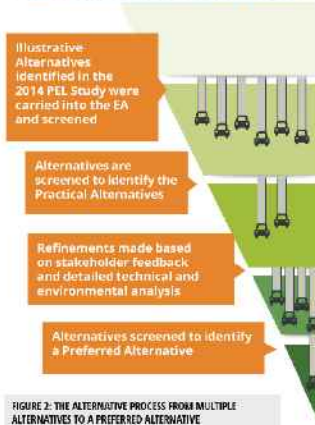 Illustrative
Alternatives
identified in the
2014 PEL Study were
carried into the EA
and screened
Alternatives are
screened to identify the
Practical Alternatives
Refinements made based
on stakeholder feedback
and detailed technical and
environmental analysis
Alternatives screened to identify
a Preferred Alternative
FIGURE 2: THE ALTERNATIVE PROCESS FROM MULTIPLE
ALTERNATIVES TO A PREFERRED ALTERNATIVE